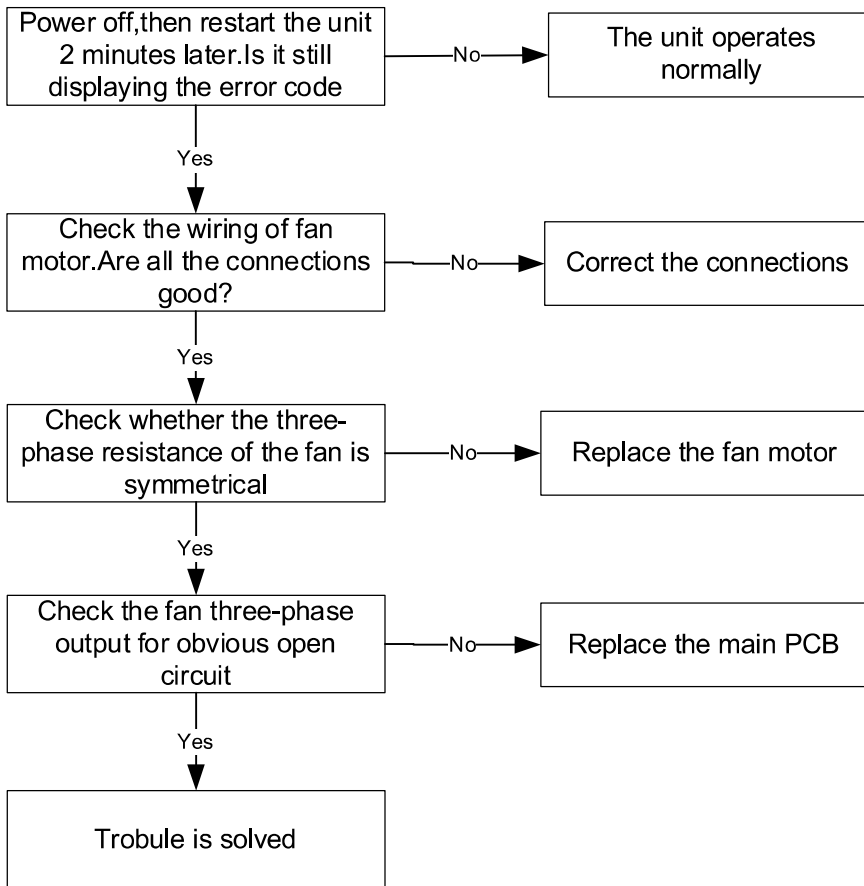 Power off,then restart the unit
2 minutes later.Is it still
displaying the error code
No
The unit operates
normally
Yes
Check the wiring of fan
motor.Are all the connections
good?
No
Correct the connections
Yes
Check whether the three-
phase resistance of the fan is
symmetrical
No
Replace the fan motor
Yes
Check the fan three-phase
output for obvious open
circuit
No
Replace the main PCB
Yes
Trobule is solved